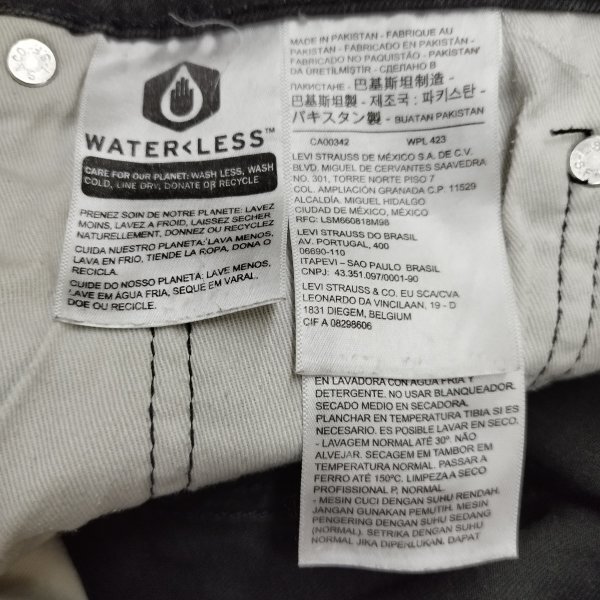 WATER<LESS™
CARE FOR OUR PLANET: WASH LESS, WASH
COLD, LINE DRY, DONATE OR RECYCLE
PRENEZ SOIN DE NOTRE PLANETE: LAVEZ
MOINS, LAVEZ A FROID, LAISSEZ SECHER
NATURELLEMENT, DONNEZ OU RECYCLEZ
CUIDA NUESTRO PLANETA: LAVA MENOS,
LAVA EN FRIO, TIENDE LA ROPA, DONA O
RECICLA.
CUIDE DO NOSSO PLANETA: LAVE MENOS,
LAVE EM ÁGUA FRIA, SEQUE EM VARAL,
DOE OU RECICLE.
MADE IN PAKISTAN - FABRIQUE AU
PAKISTAN - FABRICADO EN PAKISTÁN -
FABRICADO NO PAQUISTÃO - PAKISTAN'
DA ÜRETİLMİŞTİR - СДЕЛАНО В
ПАКИСТАНЕ - 巴基斯坦制造 -
巴基斯坦製 - 제조국 : 파키스탄 -
パキスタン製 - BUATAN PAKISTAN
CA00342 WPL 423
LEVI STRAUSS DE MÉXICO S.A. DE C.V.
BLVD. MIGUEL DE CERVANTES SAAVEDRA
NO. 301, TORRE NORTE PISO 7
COL. AMPLIACIÓN GRANADA C.P. 11529
ALCALDÍA. MIGUEL HIDALGO
CIUDAD DE MÉXICO, MÉXICO
RFC: LSM660818M98
LEVI STRAUSS DO BRASIL
AV. PORTUGAL, 400
06690-110
ITAPEVI – SAO PAULO BRASIL
CNPJ: 43.351.097/0001-90
LEVI STRAUSS & CO. EU SCA/CVA
LEONARDO DA VINCILAAN, 19 - D
1831 DIEGEM, BELGIUM
CIF A 08298606
EN LAVADORA CON AGUA FRIA Y
DETERGENTE. NO USAR BLANQUEADOR.
SECADO MEDIO EN SECADORA.
PLANCHAR EN TEMPERATURA TIBIA SI ES
NECESARIO. ES POSIBLE LAVAR EN SECO.
- LAVAGEM NORMAL ATÉ 30º. NÃO
ALVEJAR. SECAGEM EM TAMBOR EM
TEMPERATURA NORMAL. PASSAR A
FERRO ATÉ 150ºC. LIMPEZA A SECO
PROFISSIONAL P, NORMAL.
- MESIN CUCI DENGAN SUHU RENDAH.
JANGAN GUNAKAN PEMUTIH. MESIN
PENGERING DENGAN SUHU SEDANG
(NORMAL). SETRIKA DENGAN SUHU
NORMAL JIKA DIPERLUKAN. DAPAT